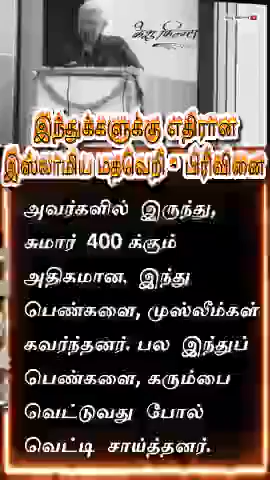 இந்துக்களுக்கு எதிரான
இஸ்லாமிய மதவெறி - பிரிவினை
அவர்களில் இருந்து,
சுமார் 400 க்கும்
அதிகமான. இந்து
பெண்களை, முஸ்லீம்கள்
கவர்ந்தனர். பல இந்துப்
பெண்களை, கரும்பை
வெட்டுவது போல்
வெட்டி சாய்த்தனர்.